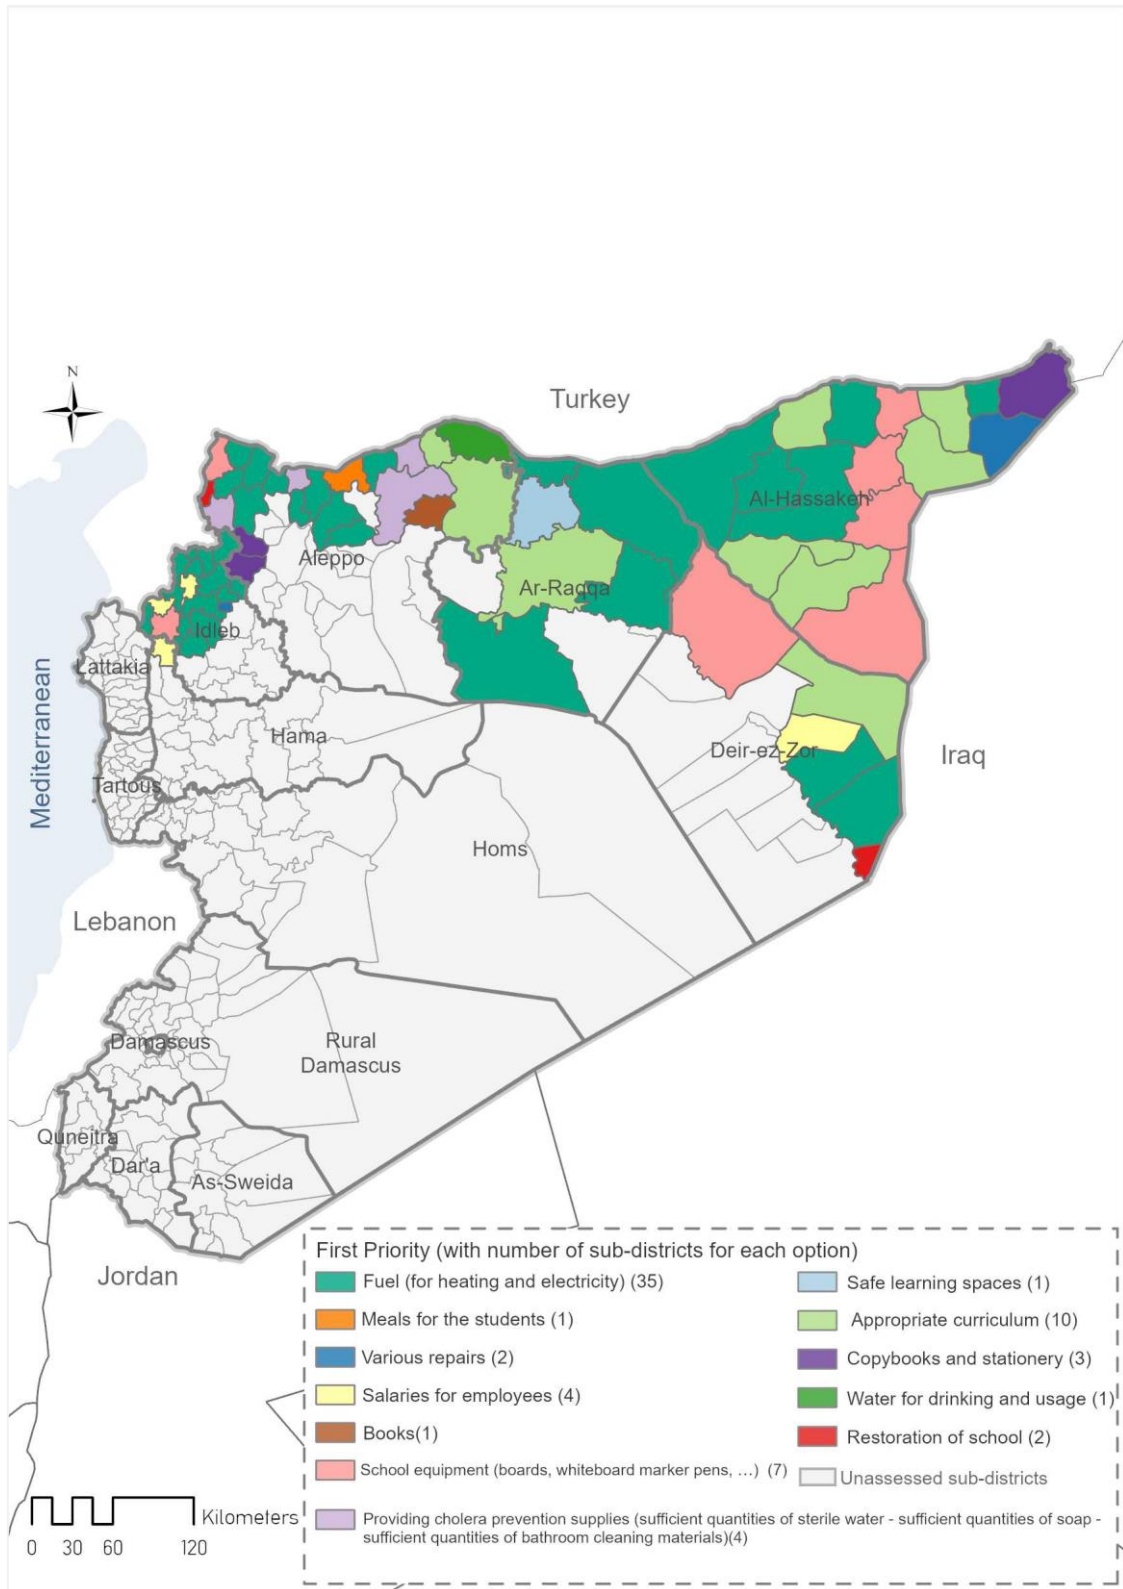 N
Turkey
Al-Hassakeh
Aleppo
Ar-Raqqa
Idleb
Lattakia
Mediterranean
Hama
Deir-ez-Zor
Iraq
Tartous
Homs
Lebanon
Damascus
Rural
Damascus
Quneitra
Dar'a
As-Sweida
Jordan
First Priority (with number of sub-districts for each option)
Fuel (for heating and electricity) (35)
Safe learning spaces (1)
Meals for the students (1)
Appropriate curriculum (10)
Various repairs (2)
Copybooks and stationery (3)
Salaries for employees (4)
Water for drinking and usage (1)
Books(1)
Restoration of school (2)
School equipment (boards, whiteboard marker pens, …) (7)
Unassessed sub-districts
Providing cholera prevention supplies (sufficient quantities of sterile water - sufficient quantities of soap -
sufficient quantities of bathroom cleaning materials)(4)
Kilometers
0 30 60 120